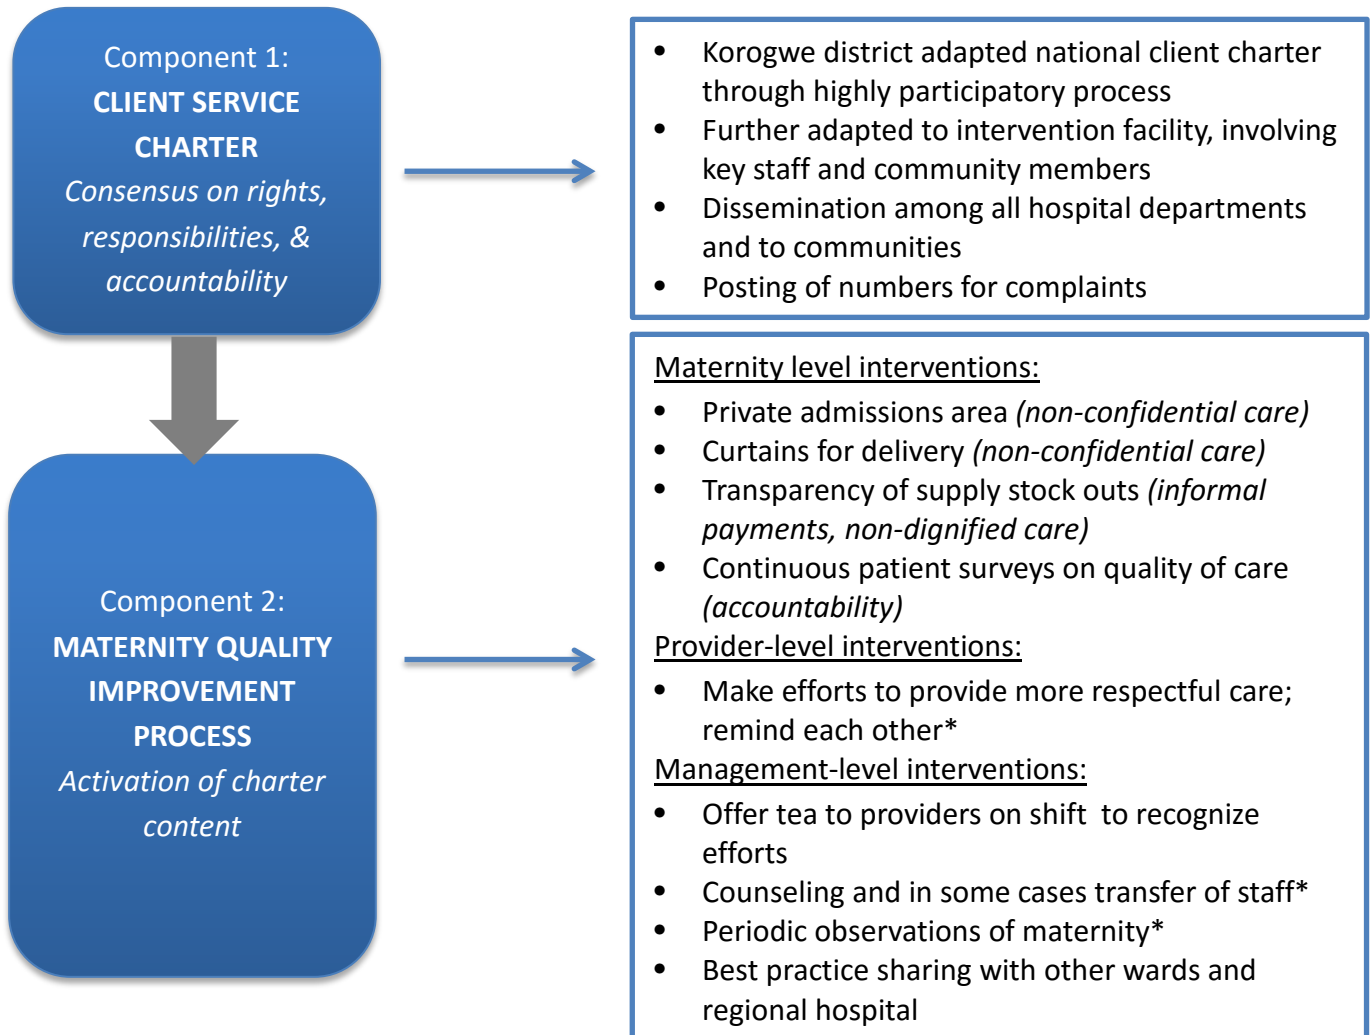 Component 1:
CLIENT SERVICE
CHARTER
Consensus on rights,
responsibilities, &
accountability
• Korogwe district adapted national client charter
through highly participatory process
• Further adapted to intervention facility, involving
key staff and community members
• Dissemination among all hospital departments
and to communities
• Posting of numbers for complaints
Component 2:
MATERNITY QUALITY
IMPROVEMENT
PROCESS
Activation of charter
content
Maternity level interventions:
• Private admissions area (non-confidential care)
• Curtains for delivery (non-confidential care)
• Transparency of supply stock outs (informal
payments, non-dignified care)
• Continuous patient surveys on quality of care
(accountability)
Provider-level interventions:
• Make efforts to provide more respectful care;
remind each other*
Management-level interventions:
• Offer tea to providers on shift to recognize
efforts
• Counseling and in some cases transfer of staff*
• Periodic observations of maternity*
• Best practice sharing with other wards and
regional hospital